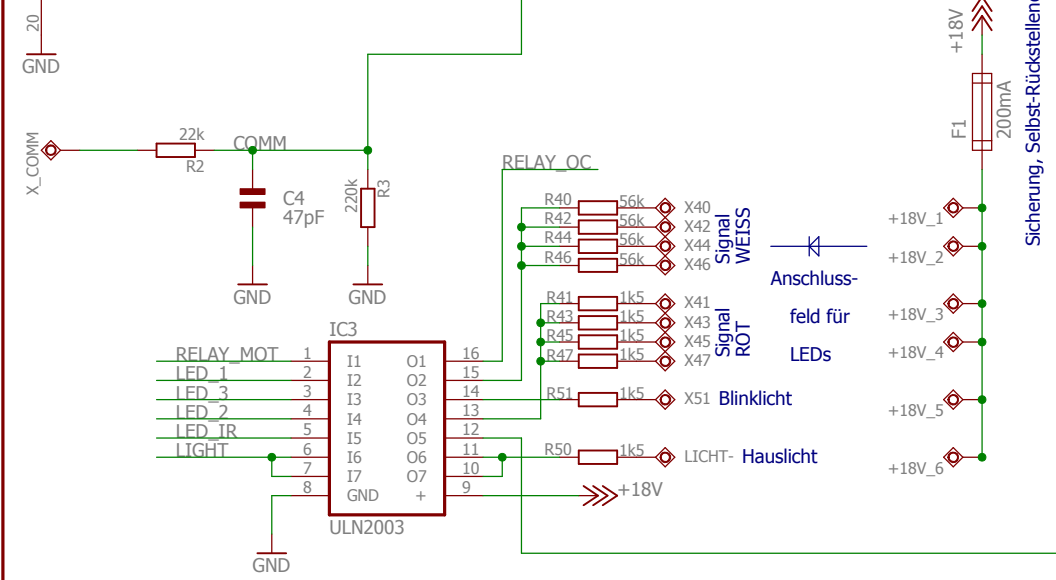 20
GND
X_COMM
22k
R2
COMM
C4
47pF
220k
R3
GND
GND
RELAY_OC
R40 56k X40
R42 56k X42
R44 56k X44
R46 56k X46
Signal
WEISS
R41 1k5 X41
R43 1k5 X43
R45 1k5 X45
R47 1k5 X47
Signal
ROT
R51 1k5 X51 Blinklicht
R50 1k5 LICHT- Hauslicht
Anschluss-
feld für
LEDs
+18V
F1
200mA
+18V_1
+18V_2
+18V_3
+18V_4
+18V_5
+18V_6
IC3
RELAY_MOT 1 I1 O1 16
LED_1 2 I2 O2 15
LED_3 3 I3 O3 14
LED_2 4 I4 O4 13
LED_IR 5 I5 O5 12
LIGHT 6 I6 O6 11
7 I7 O7 10
8 GND + 9
+18V
ULN2003
GND
Sicherung,